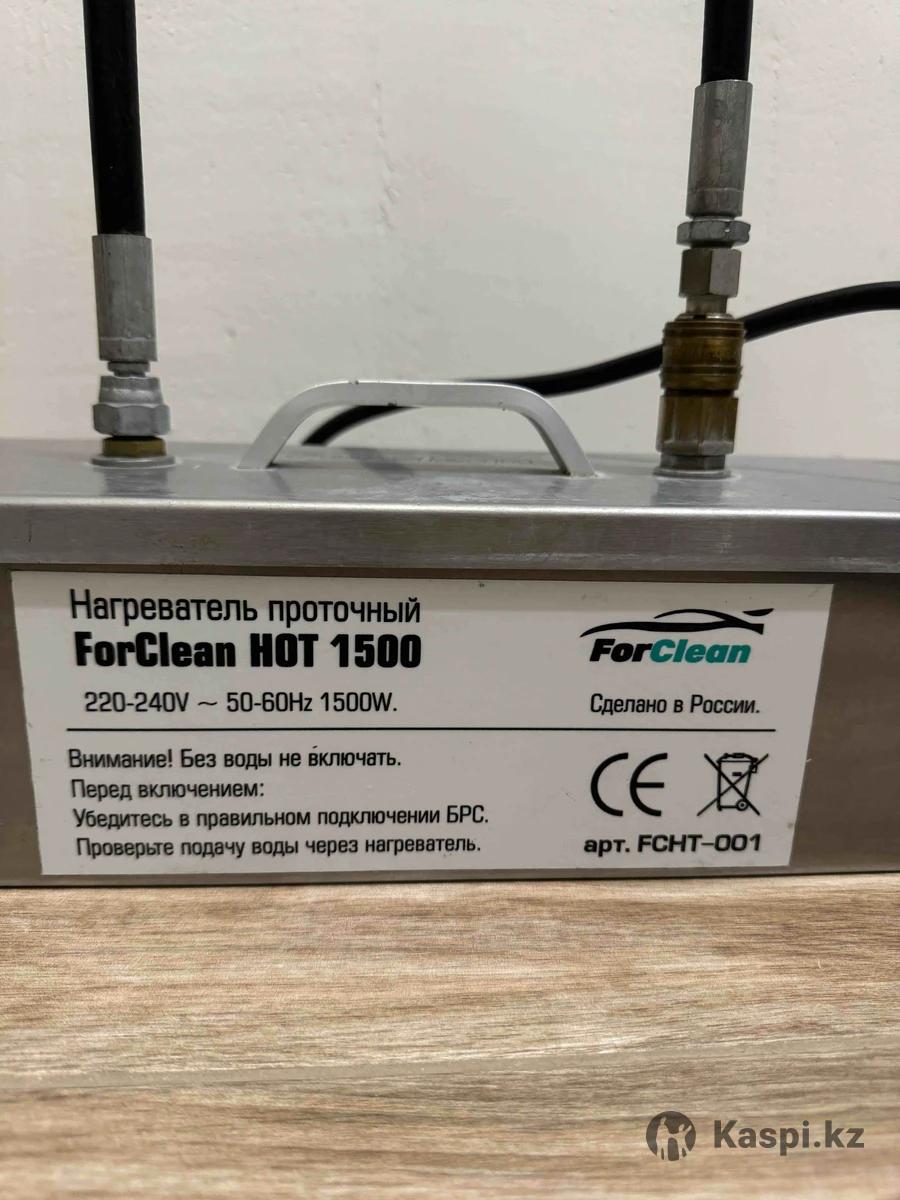 Нагреватель проточный
ForClean HOT 1500
ForClean
220-240V ~ 50-60Hz 1500W.
Сделано в России.
Внимание! Без воды не включать.
Перед включением:
Убедитесь в правильном подключении БРС.
Проверьте подачу воды через нагреватель.
CE
арт. FCHT-001
Kaspi.kz